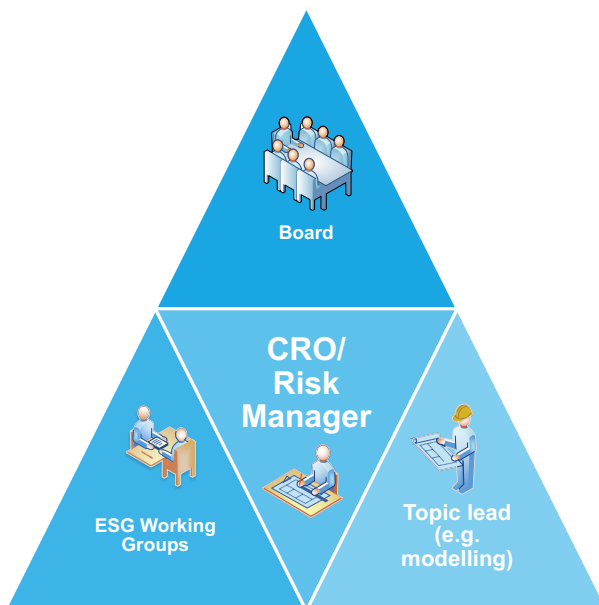 Board
CRO/
Risk
Manager
ESG Working
Groups
Topic lead
(e.g.
modelling)